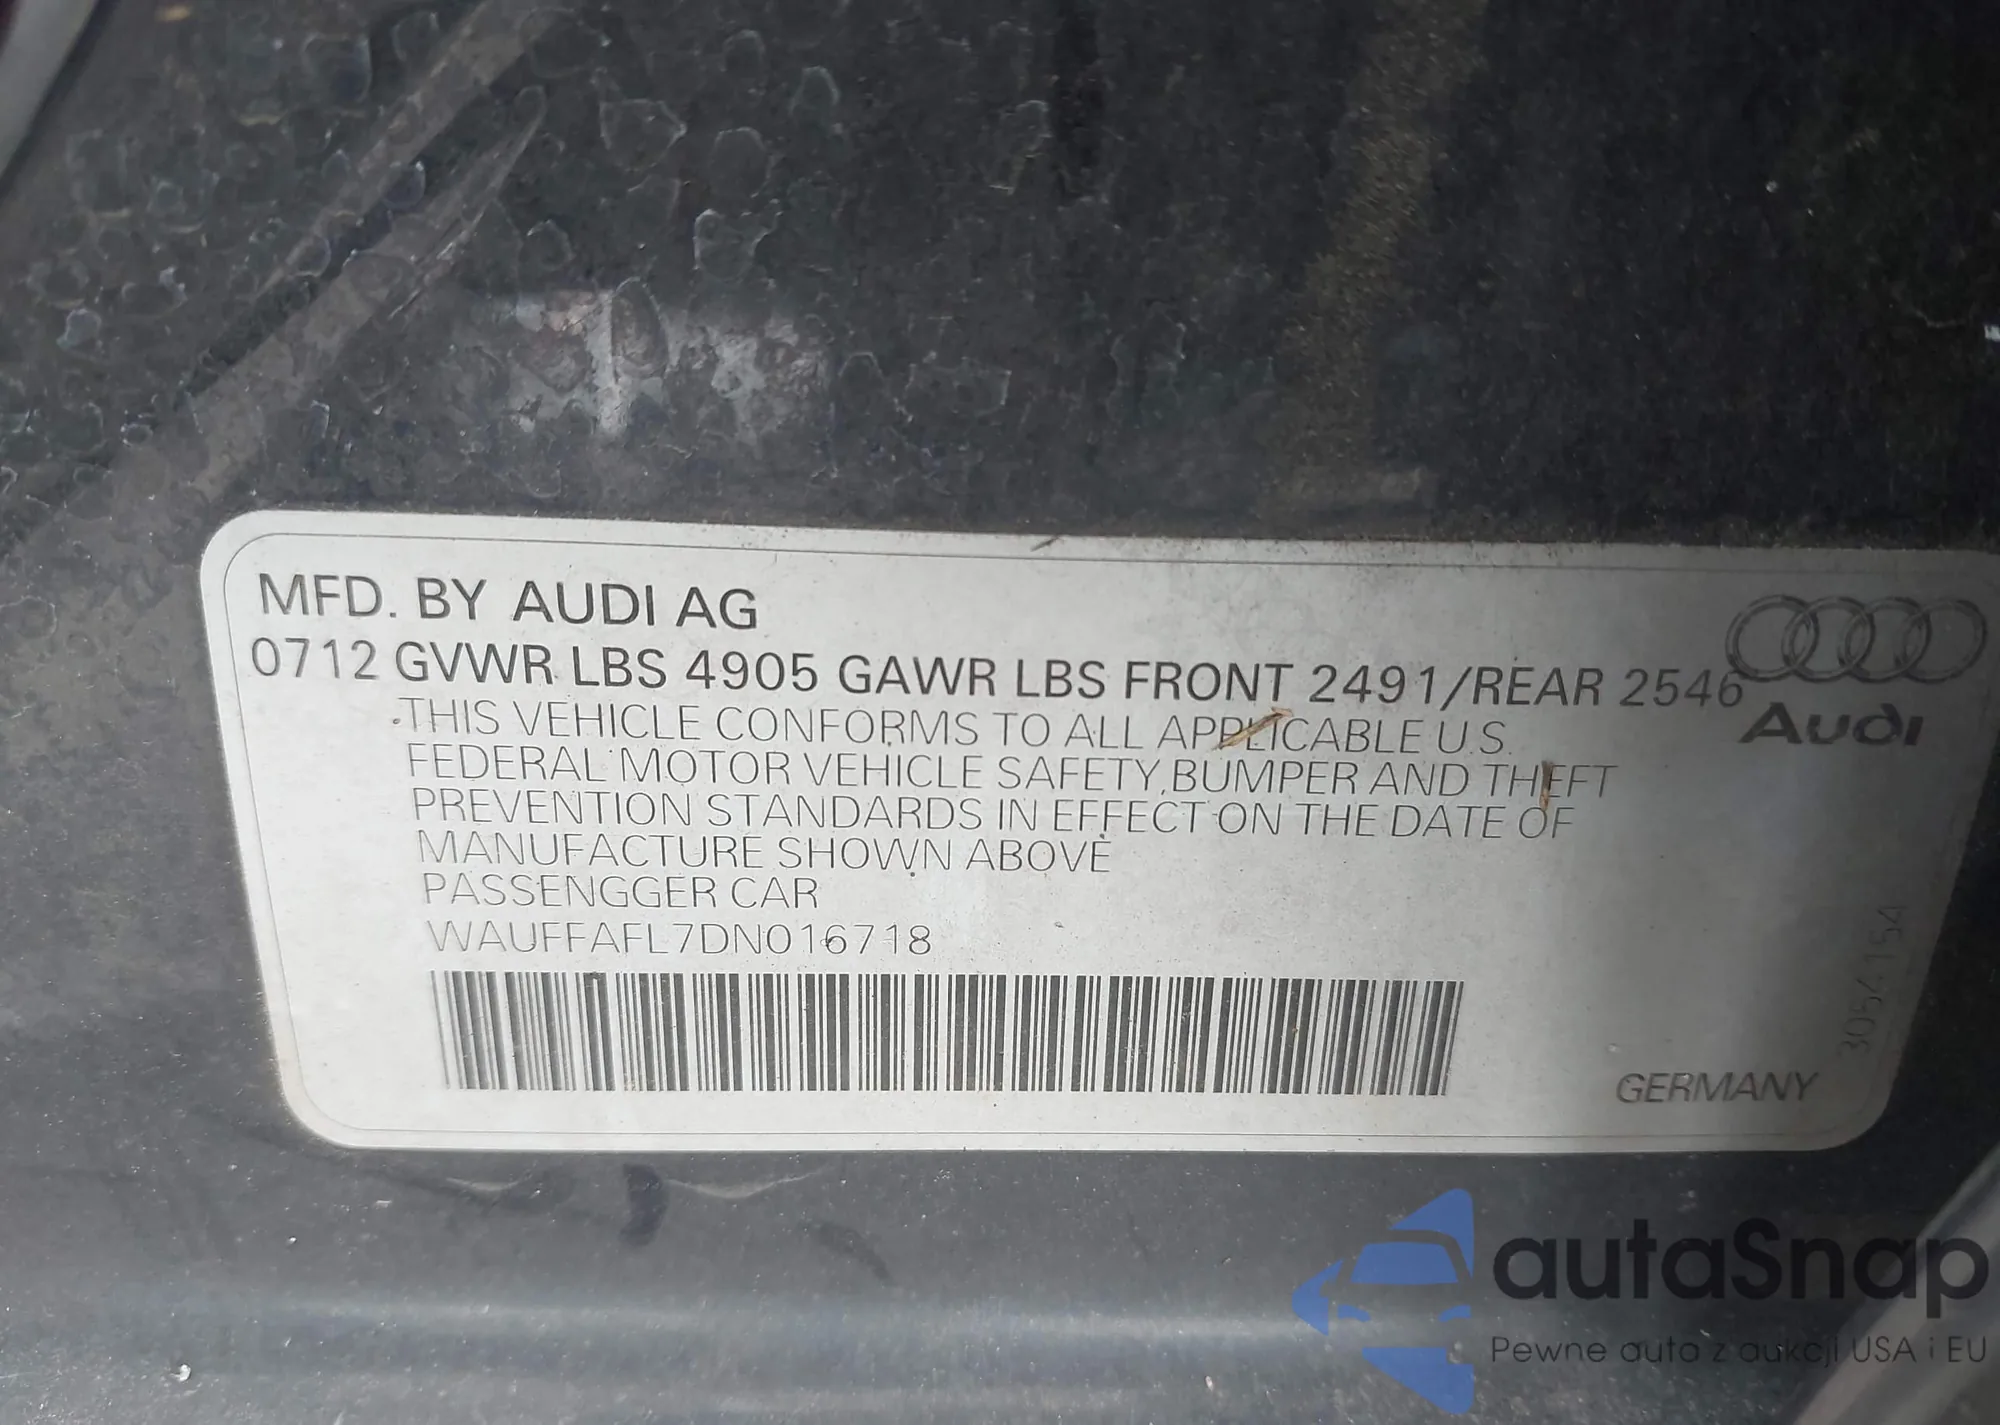 MFD. BY AUDI AG
0712 GVWR LBS 4905 GAWR LBS FRONT 2491/REAR 2546
Audi
THIS VEHICLE CONFORMS TO ALL APPLICABLE U.S.
FEDERAL MOTOR VEHICLE SAFETY, BUMPER AND THEFT
PREVENTION STANDARDS IN EFFECT ON THE DATE OF
MANUFACTURE SHOWN ABOVE
PASSENGGER CAR
WAUFFAFL7DN016718
3054154
GERMANY
autaSnap
Pewne auta z aukcji USA i EU